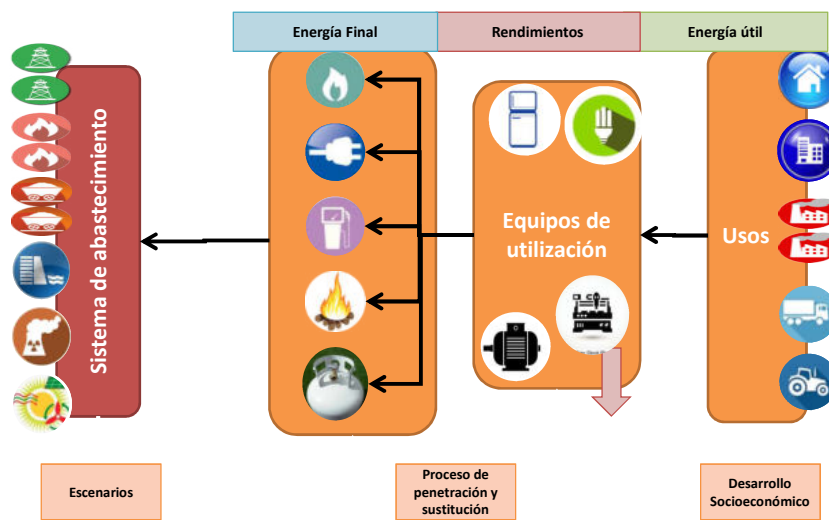 Energía Final
Rendimientos
Energía útil
Sistema de abastecimiento
Equipos de
utilización
Usos
Escenarios
Proceso de
penetración y
sustitución
Desarrollo
Socioeconómico